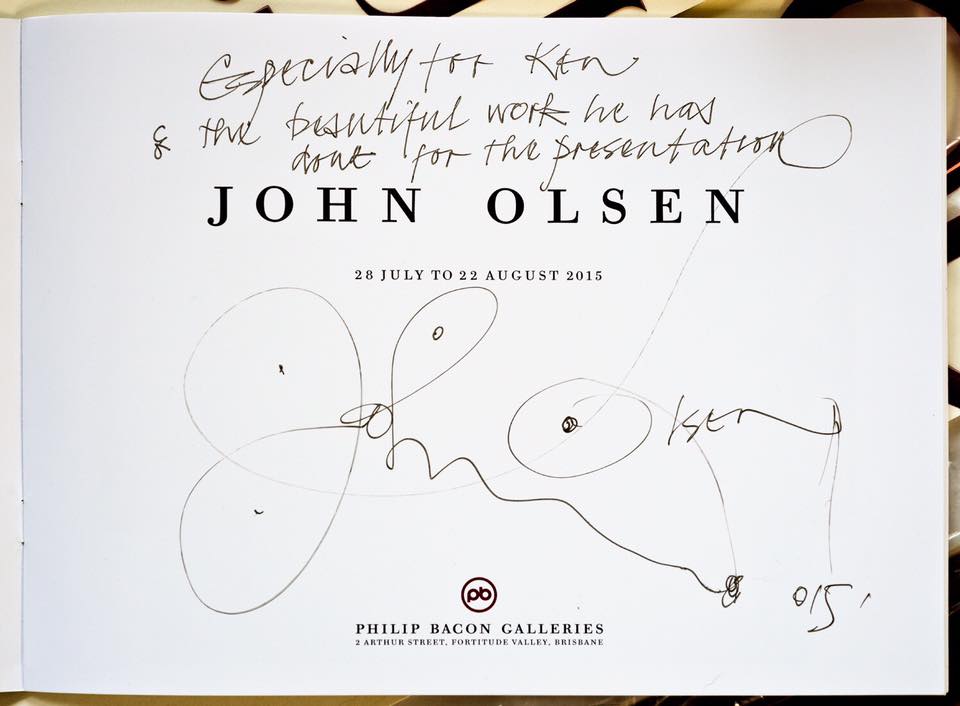 Especially for Ken
& the beautiful work he has
done for the presentation
JOHN OLSEN
28 JULY TO 22 AUGUST 2015
John Olsen
015
pb
PHILIP BACON GALLERIES
2 ARTHUR STREET, FORTITUDE VALLEY, BRISBANE